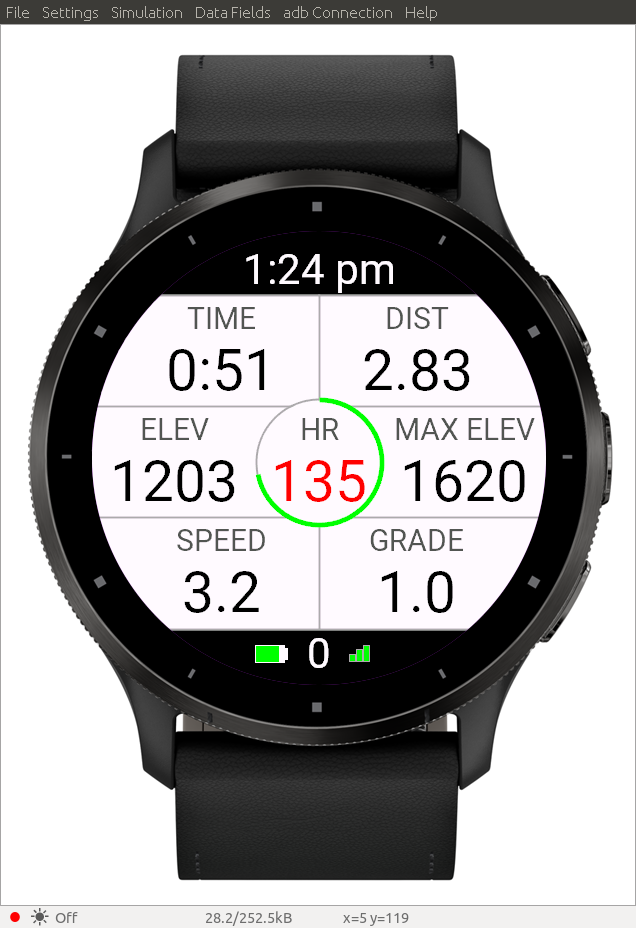 File Settings Simulation Data Fields adb Connection Help
1:24 pm
TIME DIST
0:51 2.83
ELEV HR MAX ELEV
1203 135 1620
SPEED GRADE
3.2 1.0
0
Off 28.2/252.5kB x=5 y=119